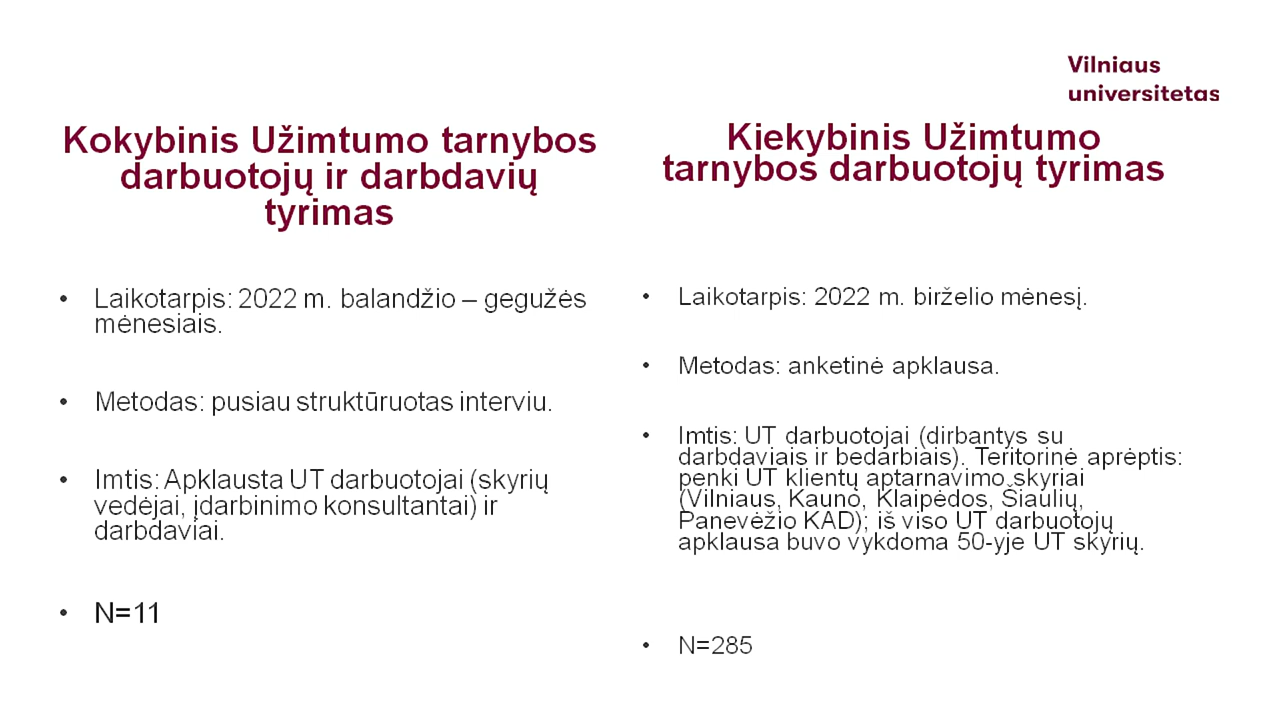 Vilniaus
universitetas
Kokybinis Užimtumo tarnybos
darbuotojų ir darbdavių
tyrimas
• Laikotarpis: 2022 m. balandžio – gegužės
mėnesiais.
• Metodas: pusiau struktūruotas interviu.
• Imtis: Apklausta UT darbuotojai (skyrių
vedėjai, įdarbinimo konsultantai) ir
darbdaviai.
• N=11
Kiekybinis Užimtumo
tarnybos darbuotojų tyrimas
• Laikotarpis: 2022 m. birželio mėnesį.
• Metodas: anketinė apklausa.
• Imtis: UT darbuotojai (dirbantys su
darbdaviais ir bedarbiais). Teritorinė aprėptis:
penki UT klientų aptarnavimo skyriai
(Vilniaus, Kauno, Klaipėdos, Šiaulių,
Panevėžio KAD); iš viso UT darbuotojų
apklausa buvo vykdoma 50-yje UT skyrių.
• N=285